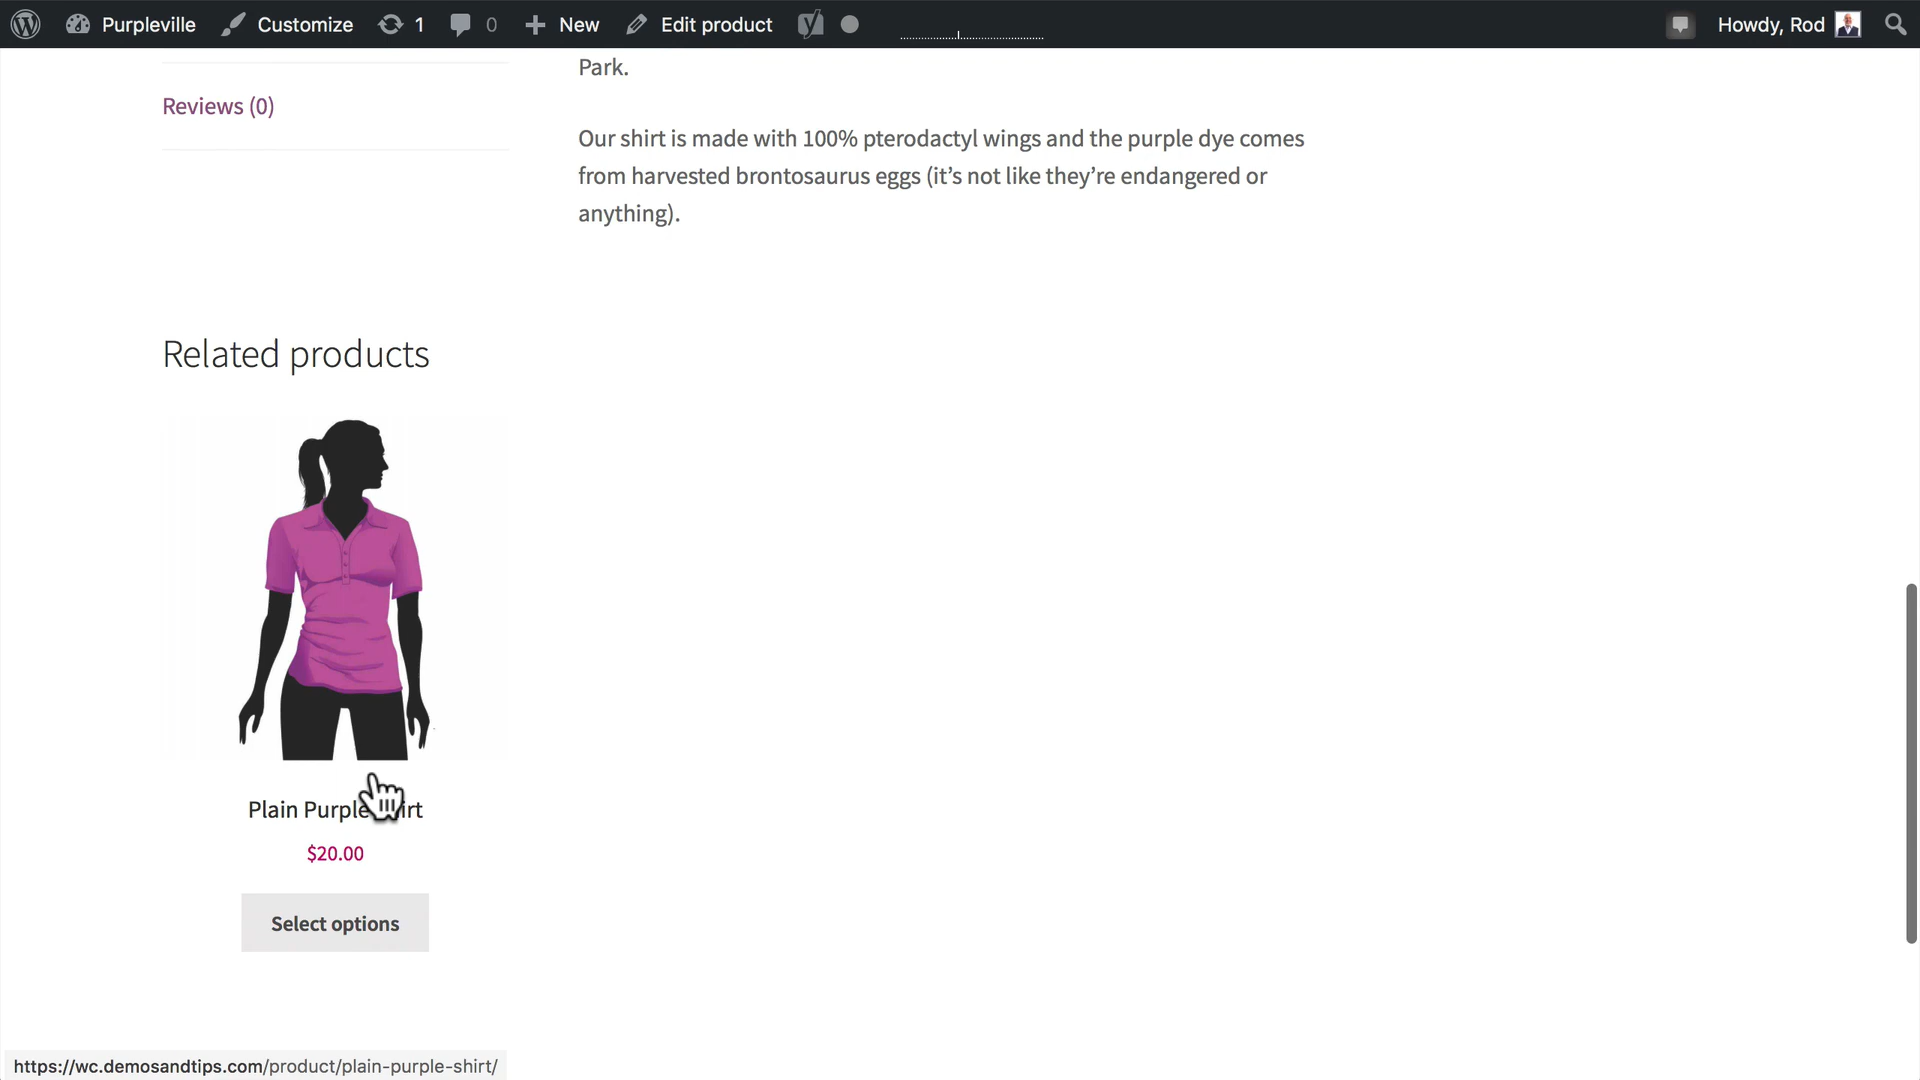 Purpleville Customize 1 0 New Edit product Howdy, Rod
Park.
Reviews (0)
Our shirt is made with 100% pterodactyl wings and the purple dye comes
from harvested brontosaurus eggs (it’s not like they’re endangered or
anything).
Related products
Plain Purple
$20.00
Select options
https://wc.demosandtips.com/product/plain-purple-shirt/